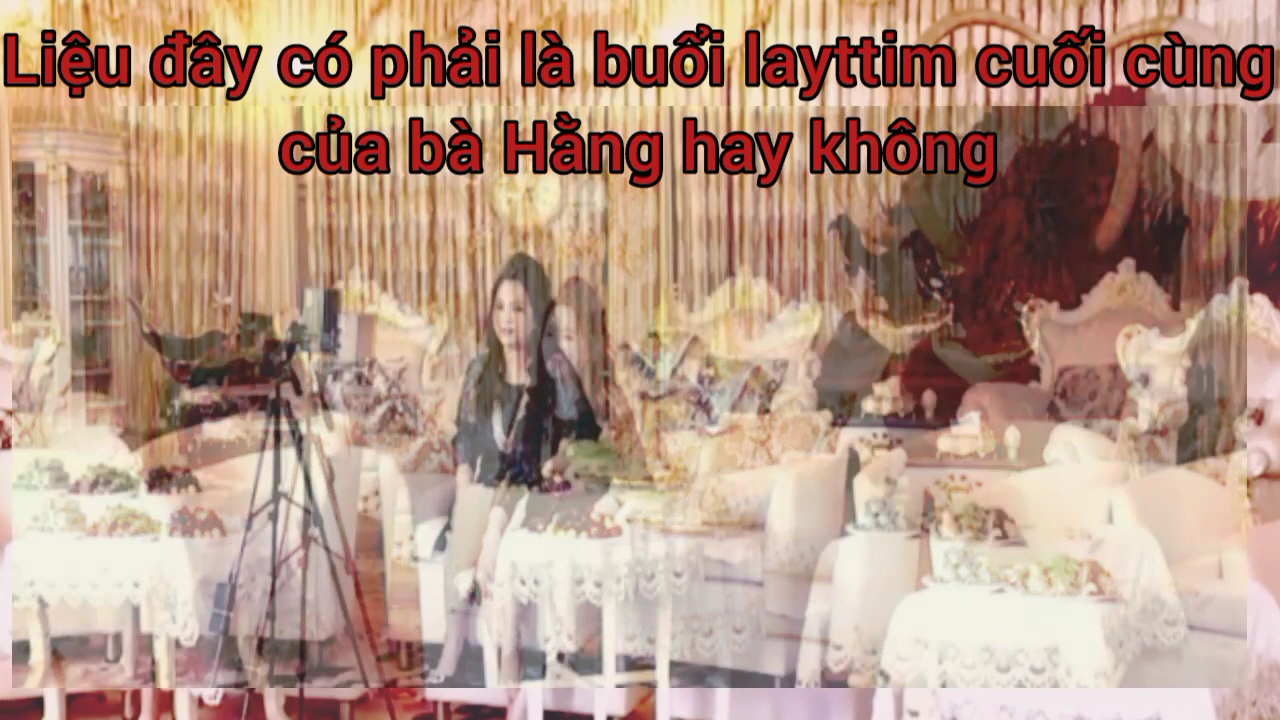 Liệu đây có phải là buổi layttim cuối cùng
của bà Hằng hay không